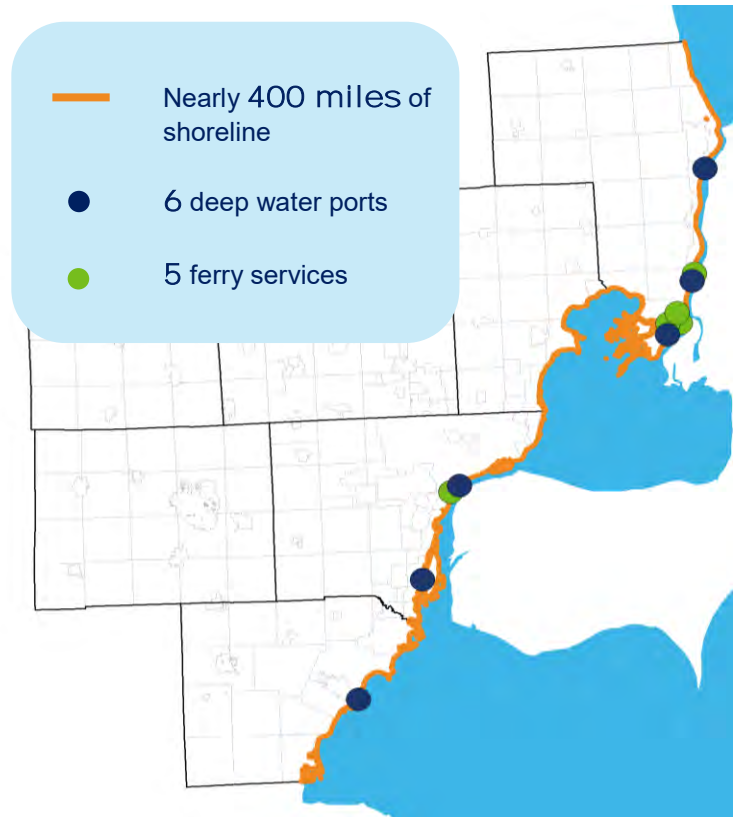 Nearly 400 miles of
shoreline
6 deep water ports
5 ferry services